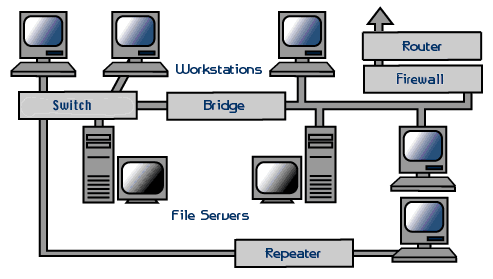 Router
Workstations
Firewall
Switch
Bridge
File Servers
Repeater